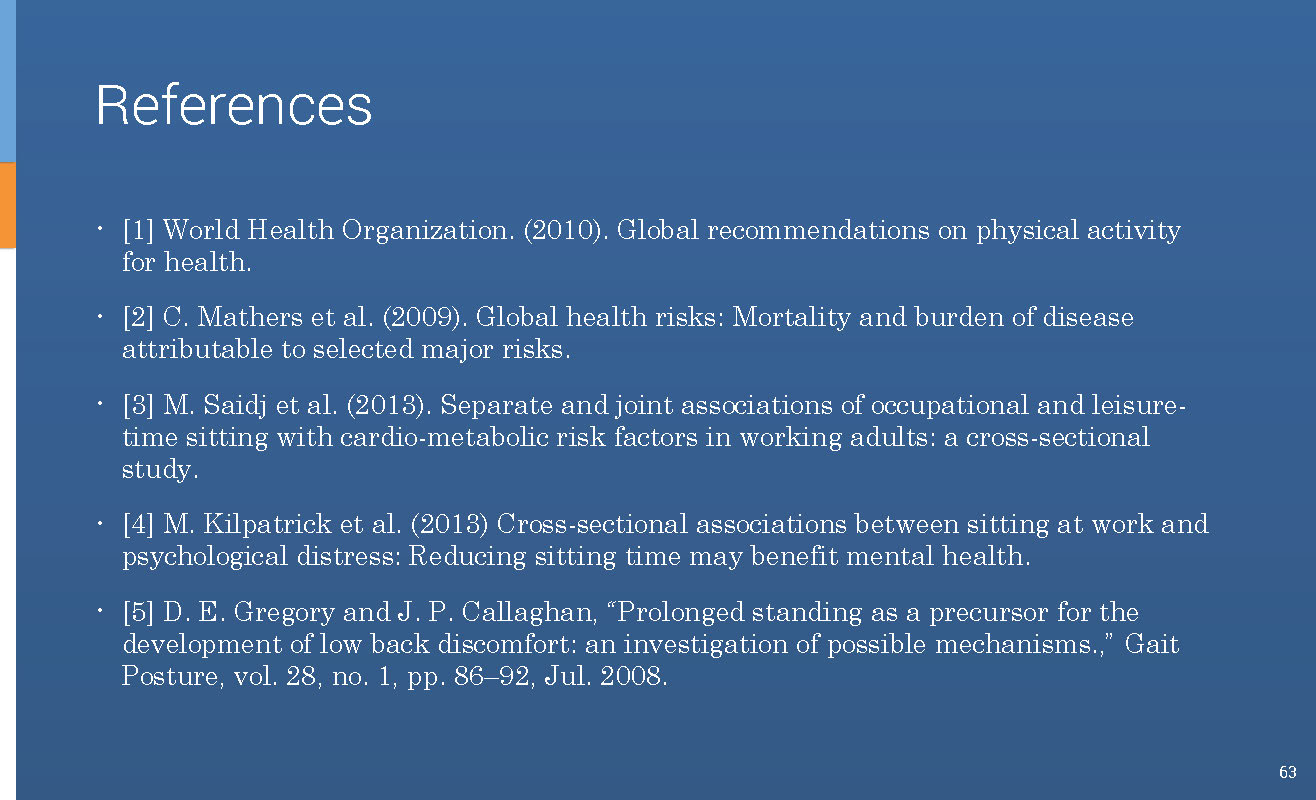 References
· [1] World Health Organization. (2010). Global recommendations on physical activity
for health.
· [2] C. Mathers et al. (2009). Global health risks: Mortality and burden of disease
attributable to selected major risks.
· [3] M. Saidj et al. (2013). Separate and joint associations of occupational and leisure-
time sitting with cardio-metabolic risk factors in working adults: a cross-sectional
study.
· [4] M. Kilpatrick et al. (2013) Cross-sectional associations between sitting at work and
psychological distress: Reducing sitting time may benefit mental health.
· [5] D. E. Gregory and J. P. Callaghan, “Prolonged standing as a precursor for the
development of low back discomfort: an investigation of possible mechanisms.,” Gait
Posture, vol. 28, no. 1, pp. 86–92, Jul. 2008.
63